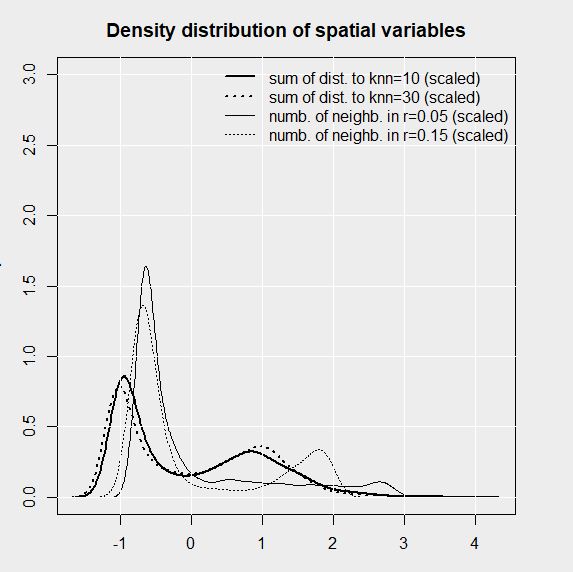 Density distribution of spatial variables
sum of dist. to knn=10 (scaled)
sum of dist. to knn=30 (scaled)
numb. of neighb. in r=0.05 (scaled)
numb. of neighb. in r=0.15 (scaled)
3.0
2.5
2.0
1.5
1.0
0.5
0.0
-1 0 1 2 3 4